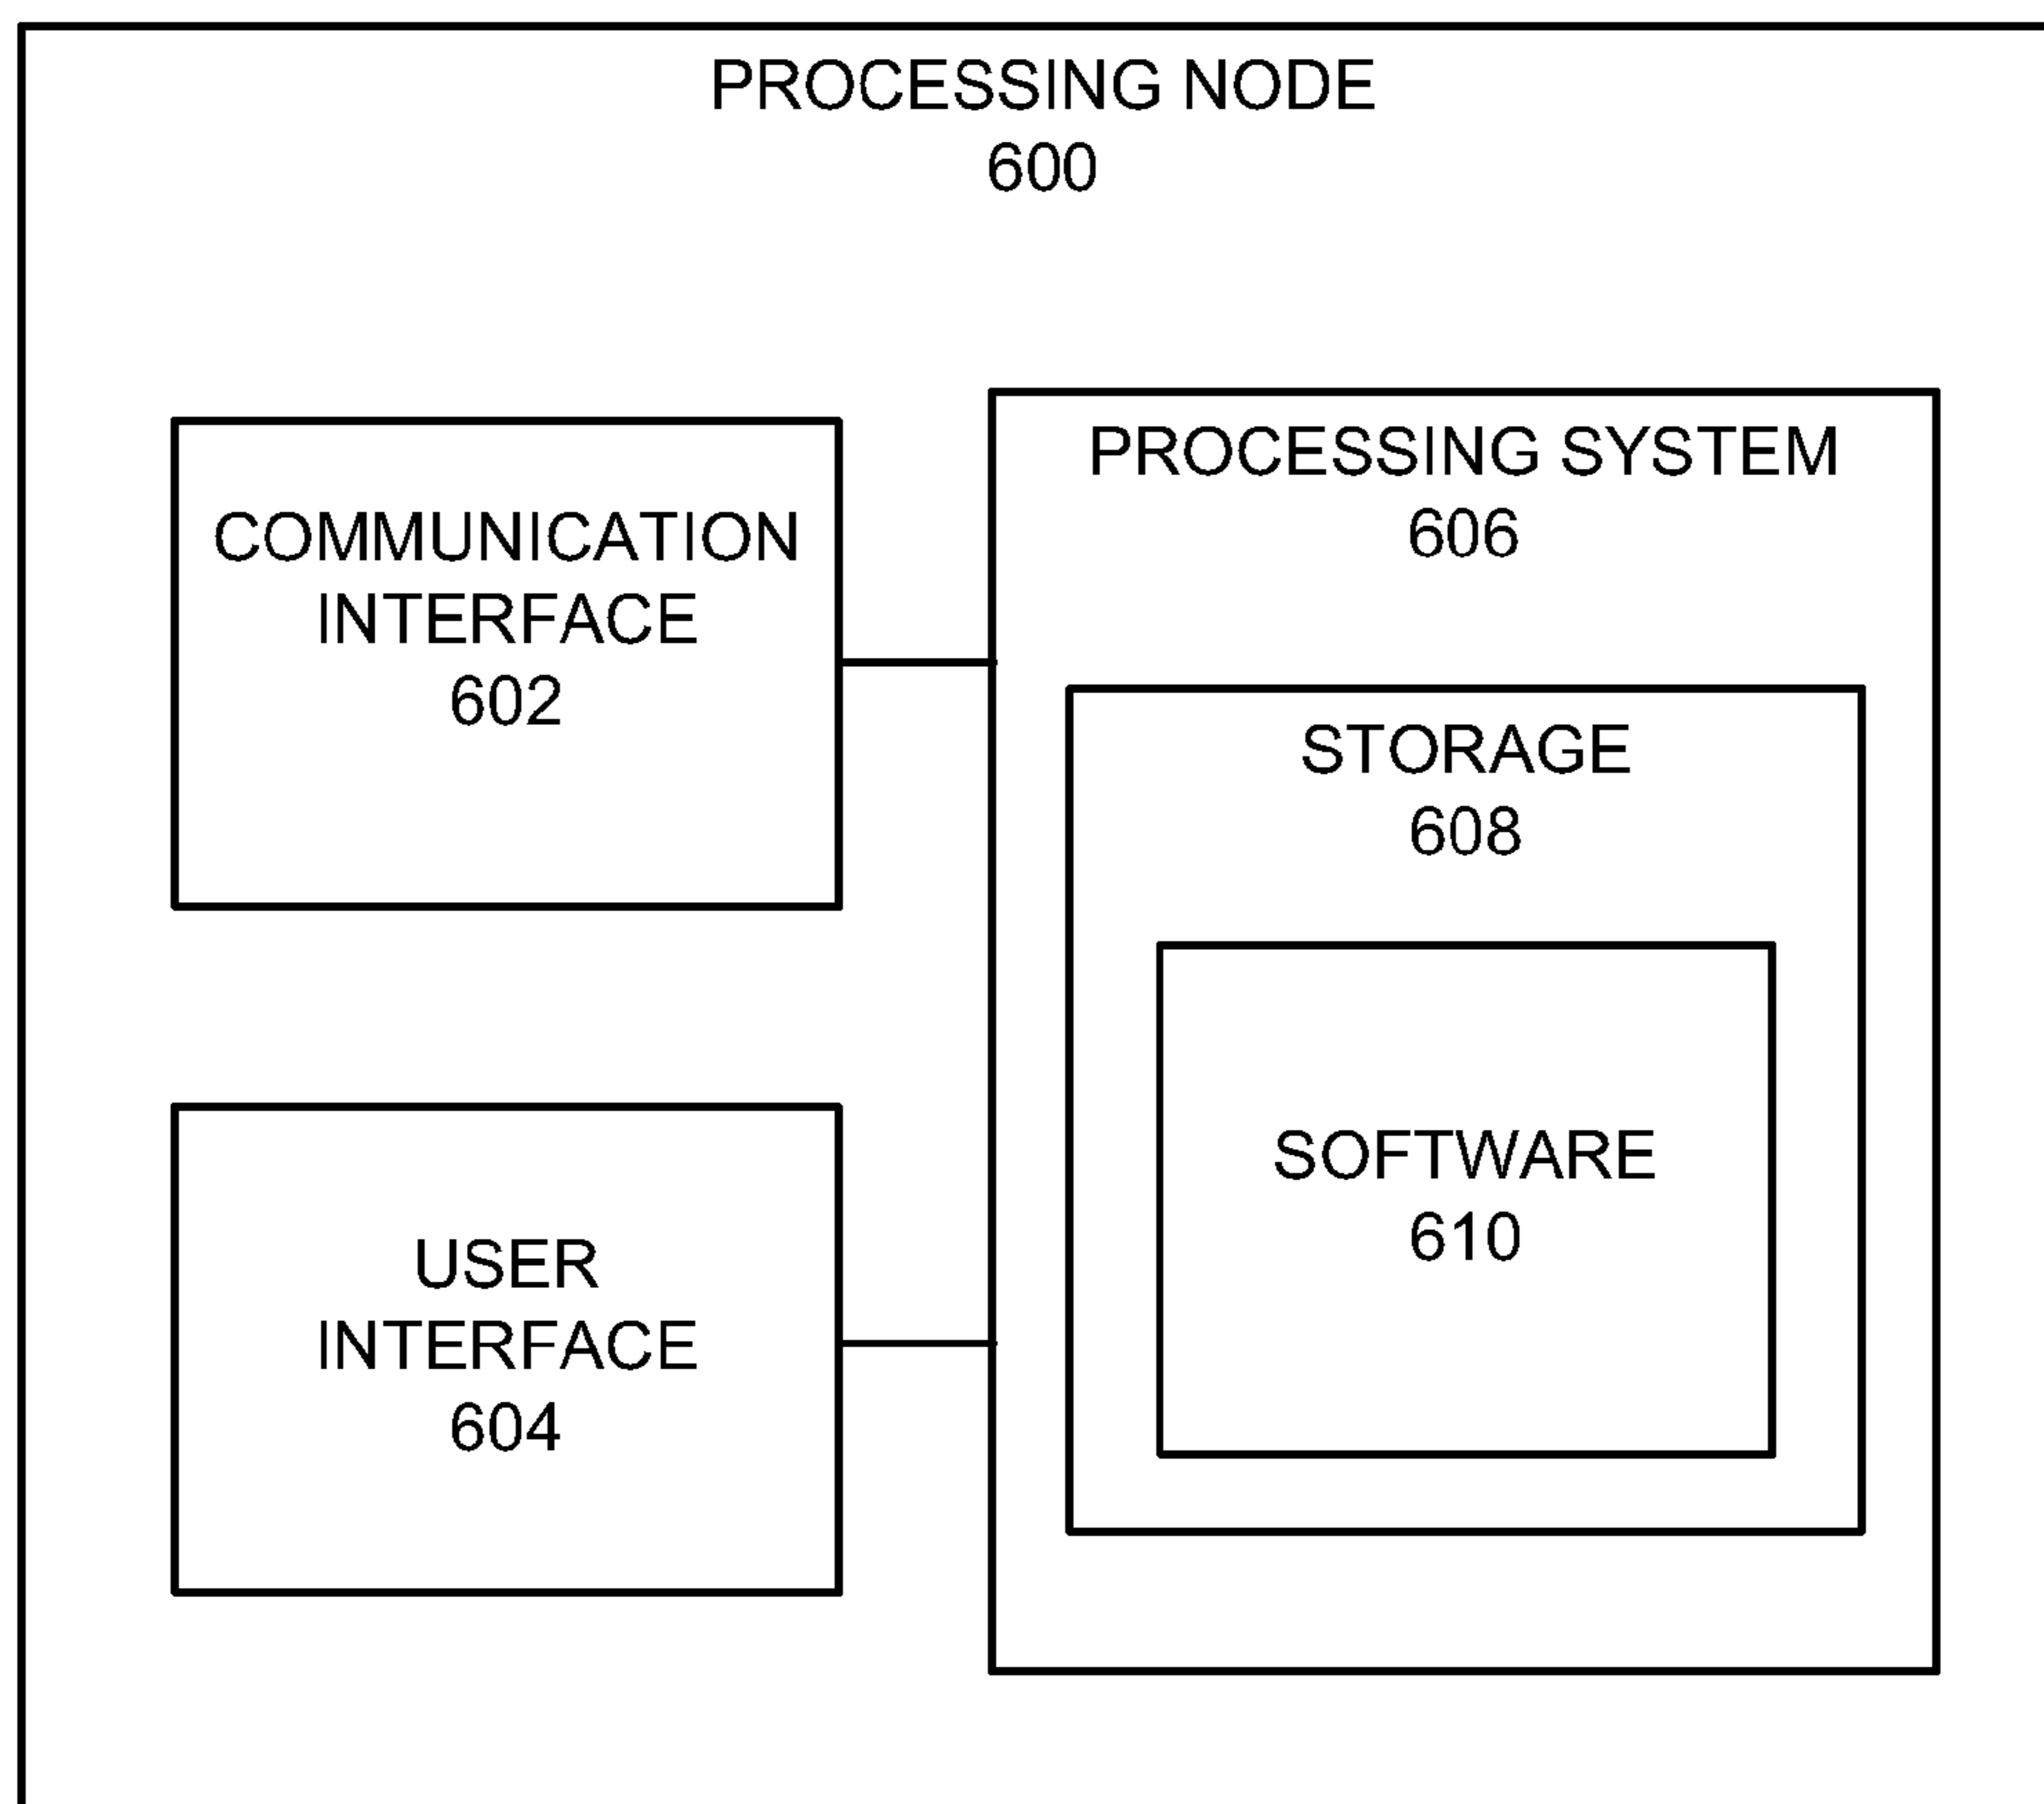 PROCESSING NODE
600
COMMUNICATION
INTERFACE
602
USER
INTERFACE
604
PROCESSING SYSTEM
606
STORAGE
608
SOFTWARE
610